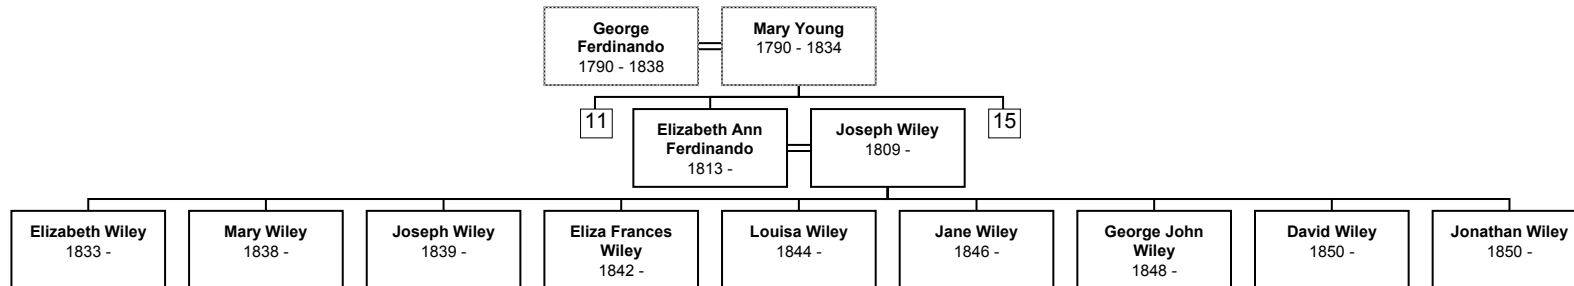 George
Ferdinando
1790 - 1838
Mary Young
1790 - 1834
11
Elizabeth Ann
Ferdinando
1813 -
Joseph Wiley
1809 -
15
Elizabeth Wiley
1833 -
Mary Wiley
1838 -
Joseph Wiley
1839 -
Eliza Frances
Wiley
1842 -
Louisa Wiley
1844 -
Jane Wiley
1846 -
George John
Wiley
1848 -
David Wiley
1850 -
Jonathan Wiley
1850 -